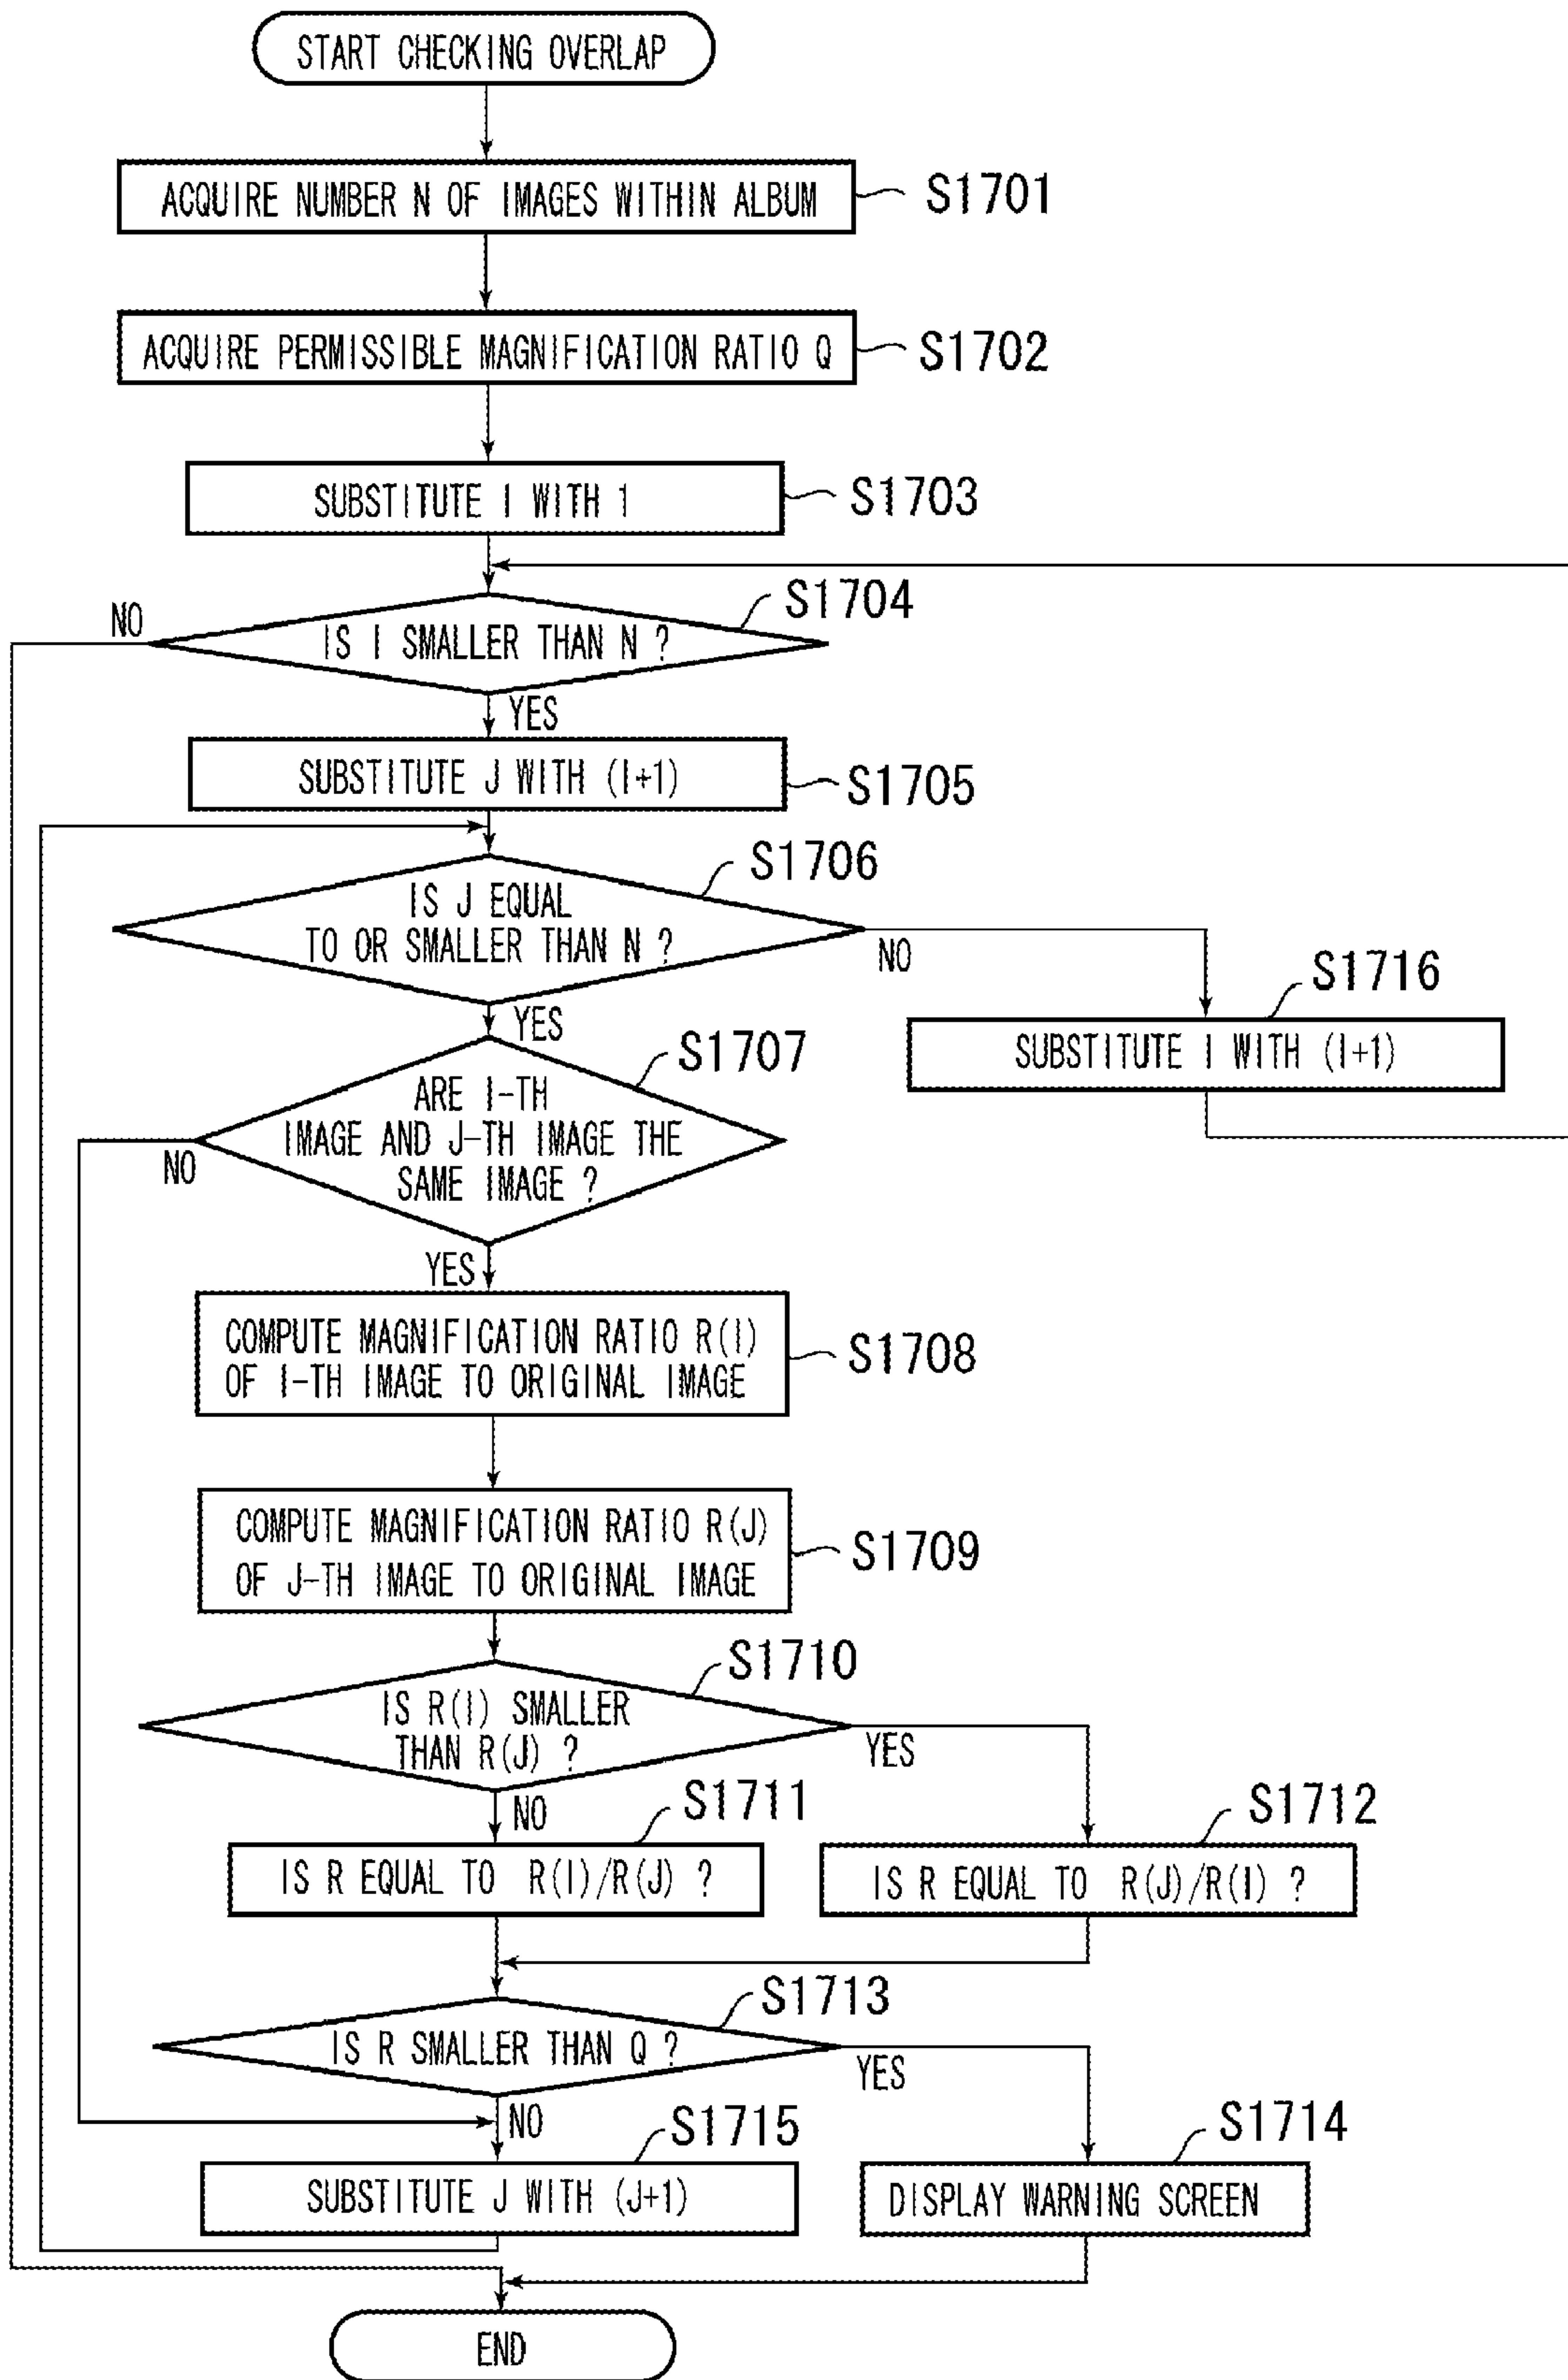 START CHECKING OVERLAP
ACQUIRE NUMBER N OF IMAGES WITHIN ALBUM
S1701
ACQUIRE PERMISSIBLE MAGNIFICATION RATIO Q
S1702
SUBSTITUTE I WITH 1
S1703
S1704
NO
IS I SMALLER THAN N ?
YES
SUBSTITUTE J WITH (I+1)
S1705
S1706
IS J EQUAL
TO OR SMALLER THAN N ?
NO
YES
S1716
SUBSTITUTE I WITH (I+1)
S1707
ARE I-TH
IMAGE AND J-TH IMAGE THE
SAME IMAGE ?
NO
YES
COMPUTE MAGNIFICATION RATIO R(I)
OF I-TH IMAGE TO ORIGINAL IMAGE
S1708
COMPUTE MAGNIFICATION RATIO R(J)
OF J-TH IMAGE TO ORIGINAL IMAGE
S1709
S1710
IS R(I) SMALLER
THAN R(J) ?
YES
NO
S1711
IS R EQUAL TO R(I)/R(J) ?
S1712
IS R EQUAL TO R(J)/R(I) ?
S1713
IS R SMALLER THAN Q ?
YES
NO
S1715
SUBSTITUTE J WITH (J+1)
S1714
DISPLAY WARNING SCREEN
END